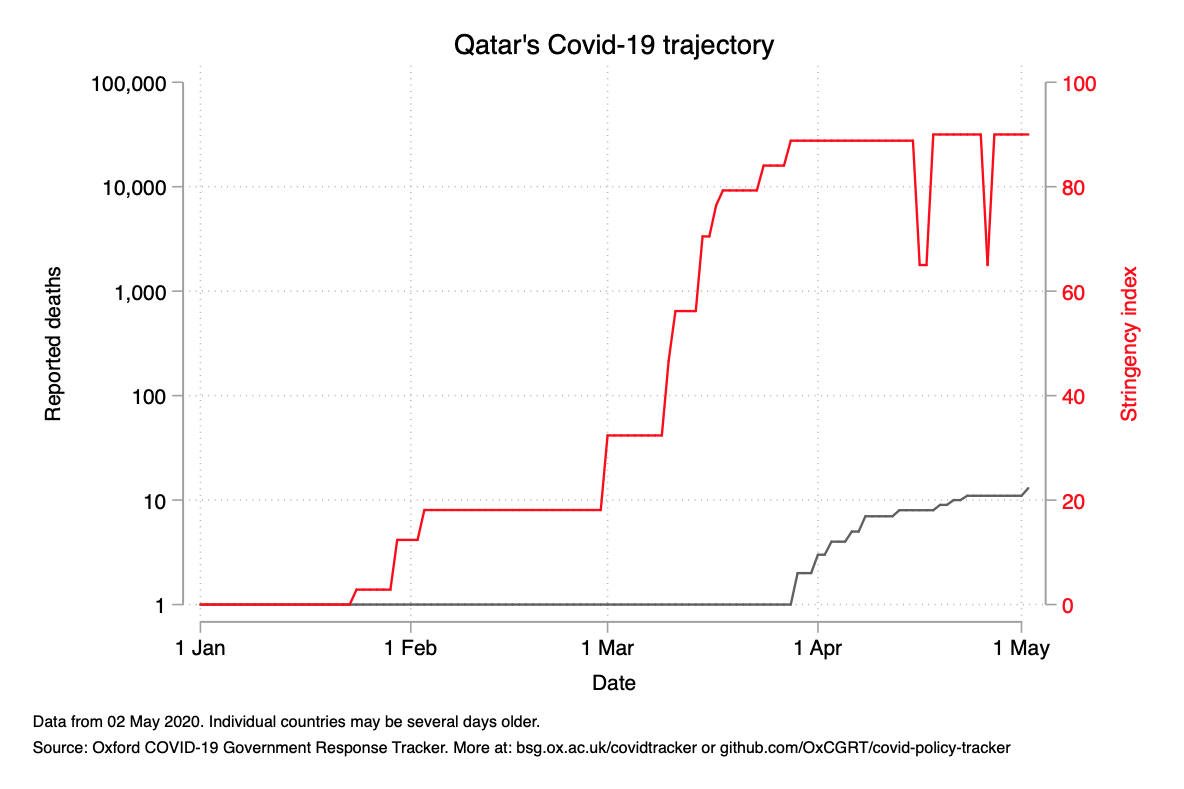 Qatar's Covid-19 trajectory
100,000
10,000
1,000
100
10
1
Reported deaths
100
80
60
40
20
0
Stringency index
1 Jan
1 Feb
1 Mar
1 Apr
1 May
Date
Data from 02 May 2020. Individual countries may be several days older.
Source: Oxford COVID-19 Government Response Tracker. More at: bsg.ox.ac.uk/covidtracker or github.com/OxCGRT/covid-policy-tracker